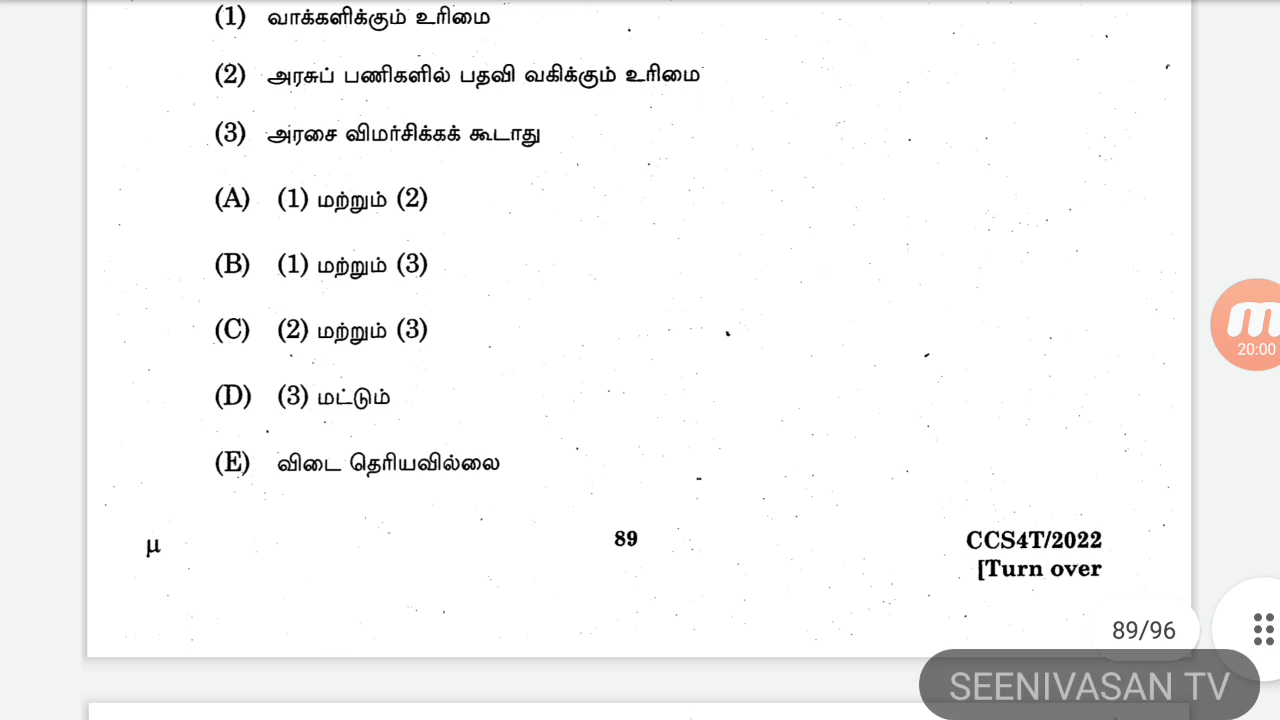 (1) வாக்களிக்கும் உரிமை
(2) அரசுப் பணிகளில் பதவி வகிக்கும் உரிமை
(3) அரசை விமர்சிக்கக் கூடாது
(A) (1) மற்றும் (2)
(B) (1) மற்றும் (3)
(C) (2) மற்றும் (3)
(D) (3) மட்டும்
(E) விடை தெரியவில்லை
20:00
µ 89 CCS4T/2022
[Turn over
89/96
SEENIVASAN TV